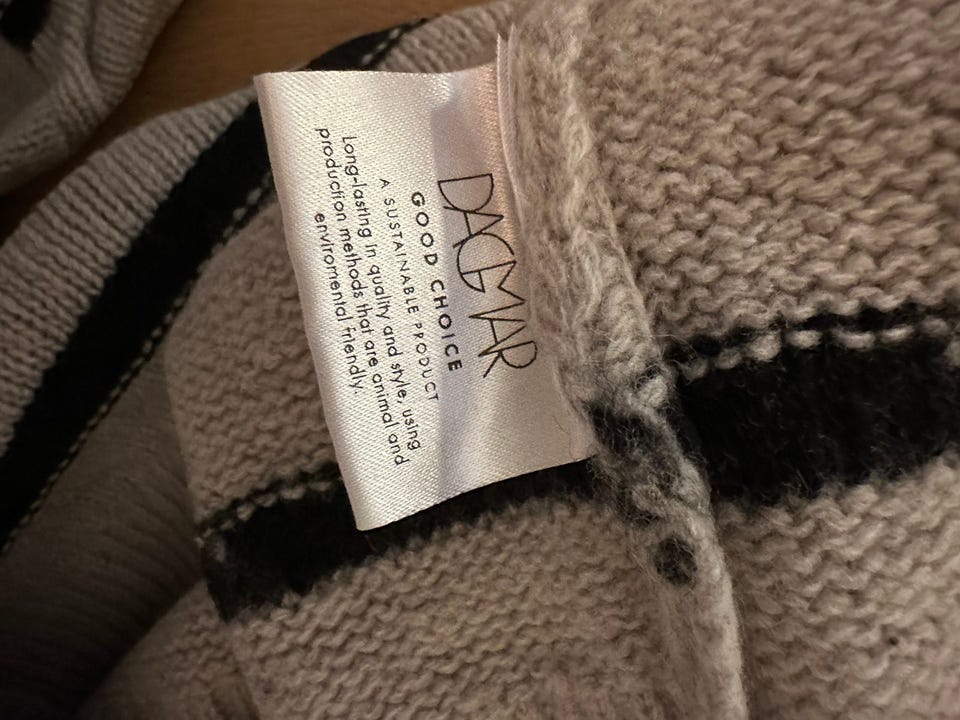 DAGMAR
GOOD CHOICE
A SUSTAINABLE PRODUCT
Long-lasting in quality and style, using
production methods that are animal and
enviromental friendly.